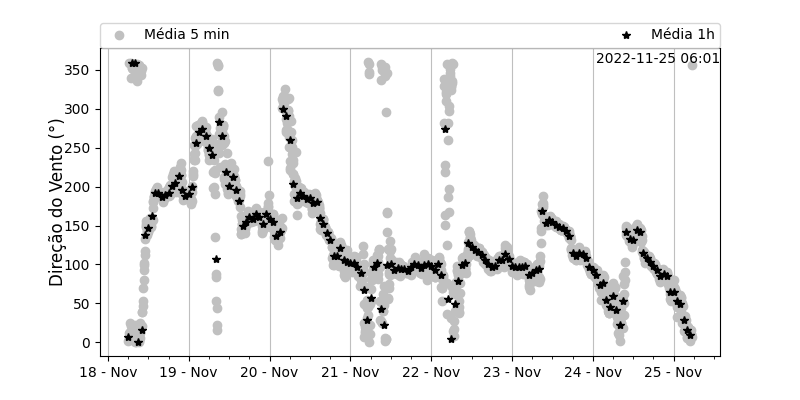 Média 5 min
Média 1h
2022-11-25 06:01
Direção do Vento (°)
350
300
250
200
150
100
50
0
18 - Nov
19 - Nov
20 - Nov
21 - Nov
22 - Nov
23 - Nov
24 - Nov
25 - Nov